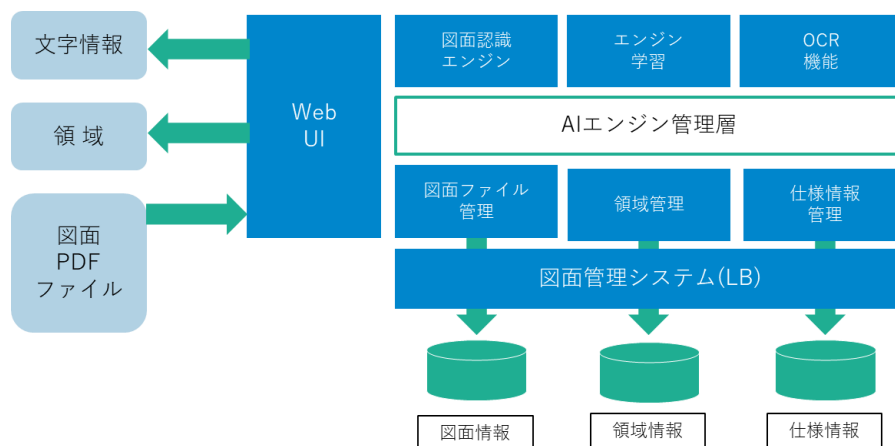 文字情報
領 域
図面
PDF
ファイル
Web
UI
図面認識
エンジン
エンジン
学習
OCR
機能
AIエンジン管理層
図面ファイル
管理
領域管理
仕様情報
管理
図面管理システム(LB)
図面情報
領域情報
仕様情報